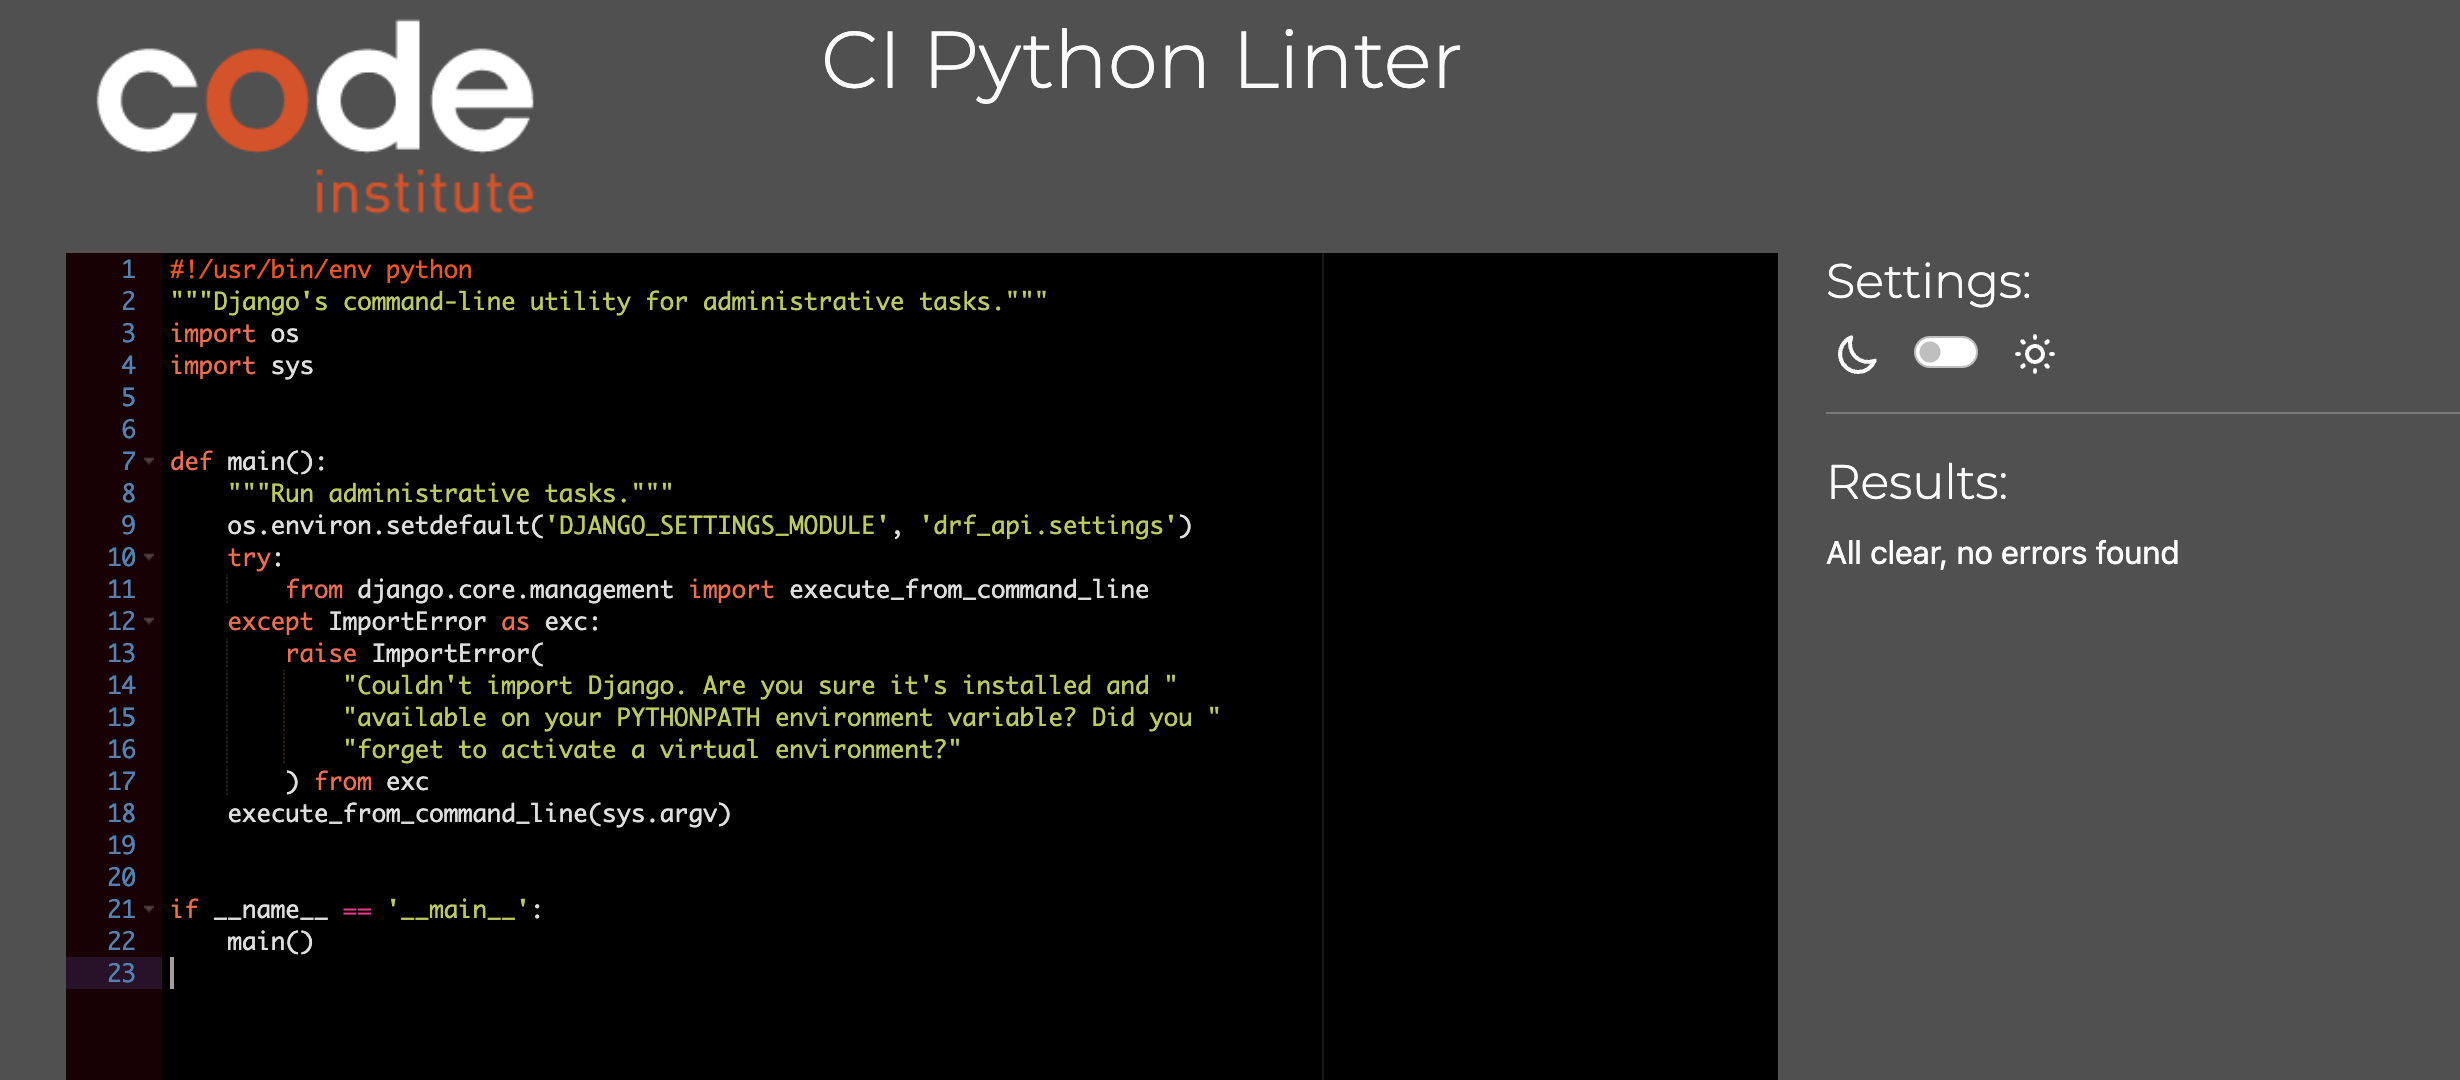 code
institute
CI Python Linter
1 #!/usr/bin/env python
2 """Django's command-line utility for administrative tasks."""
3 import os
4 import sys
5
6
7 def main():
8     """Run administrative tasks."""
9     os.environ.setdefault('DJANGO_SETTINGS_MODULE', 'drf_api.settings')
10     try:
11         from django.core.management import execute_from_command_line
12     except ImportError as exc:
13         raise ImportError(
14             "Couldn't import Django. Are you sure it's installed and "
15             "available on your PYTHONPATH environment variable? Did you "
16             "forget to activate a virtual environment?"
17         ) from exc
18     execute_from_command_line(sys.argv)
19
20
21 if __name__ == '__main__':
22     main()
23
Settings:
Results:
All clear, no errors found